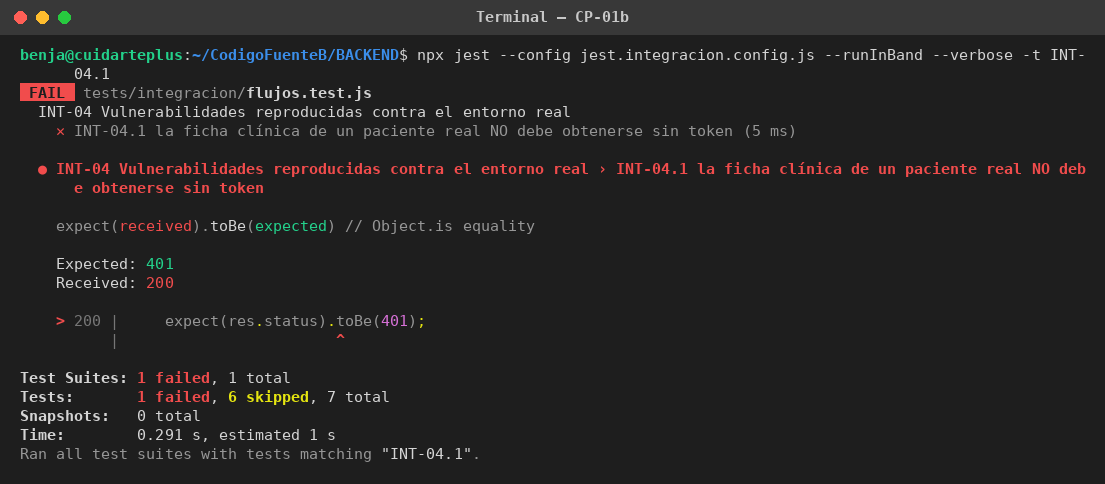 Terminal — CP-01b
benja@cuidarteplus:~/CodigoFuenteB/BACKEND$ npx jest --config jest.integracion.config.js --runInBand --verbose -t INT-
04.1
FAIL tests/integracion/flujos.test.js
INT-04 Vulnerabilidades reproducidas contra el entorno real
✕ INT-04.1 la ficha clínica de un paciente real NO debe obtenerse sin token (5 ms)
● INT-04 Vulnerabilidades reproducidas contra el entorno real › INT-04.1 la ficha clínica de un paciente real NO deb
e obtenerse sin token
expect(received).toBe(expected) // Object.is equality
Expected: 401
Received: 200
> 200 |     expect(res.status).toBe(401);
|                        ^
Test Suites: 1 failed, 1 total
Tests:       1 failed, 6 skipped, 7 total
Snapshots:   0 total
Time:        0.291 s, estimated 1 s
Ran all test suites with tests matching "INT-04.1".